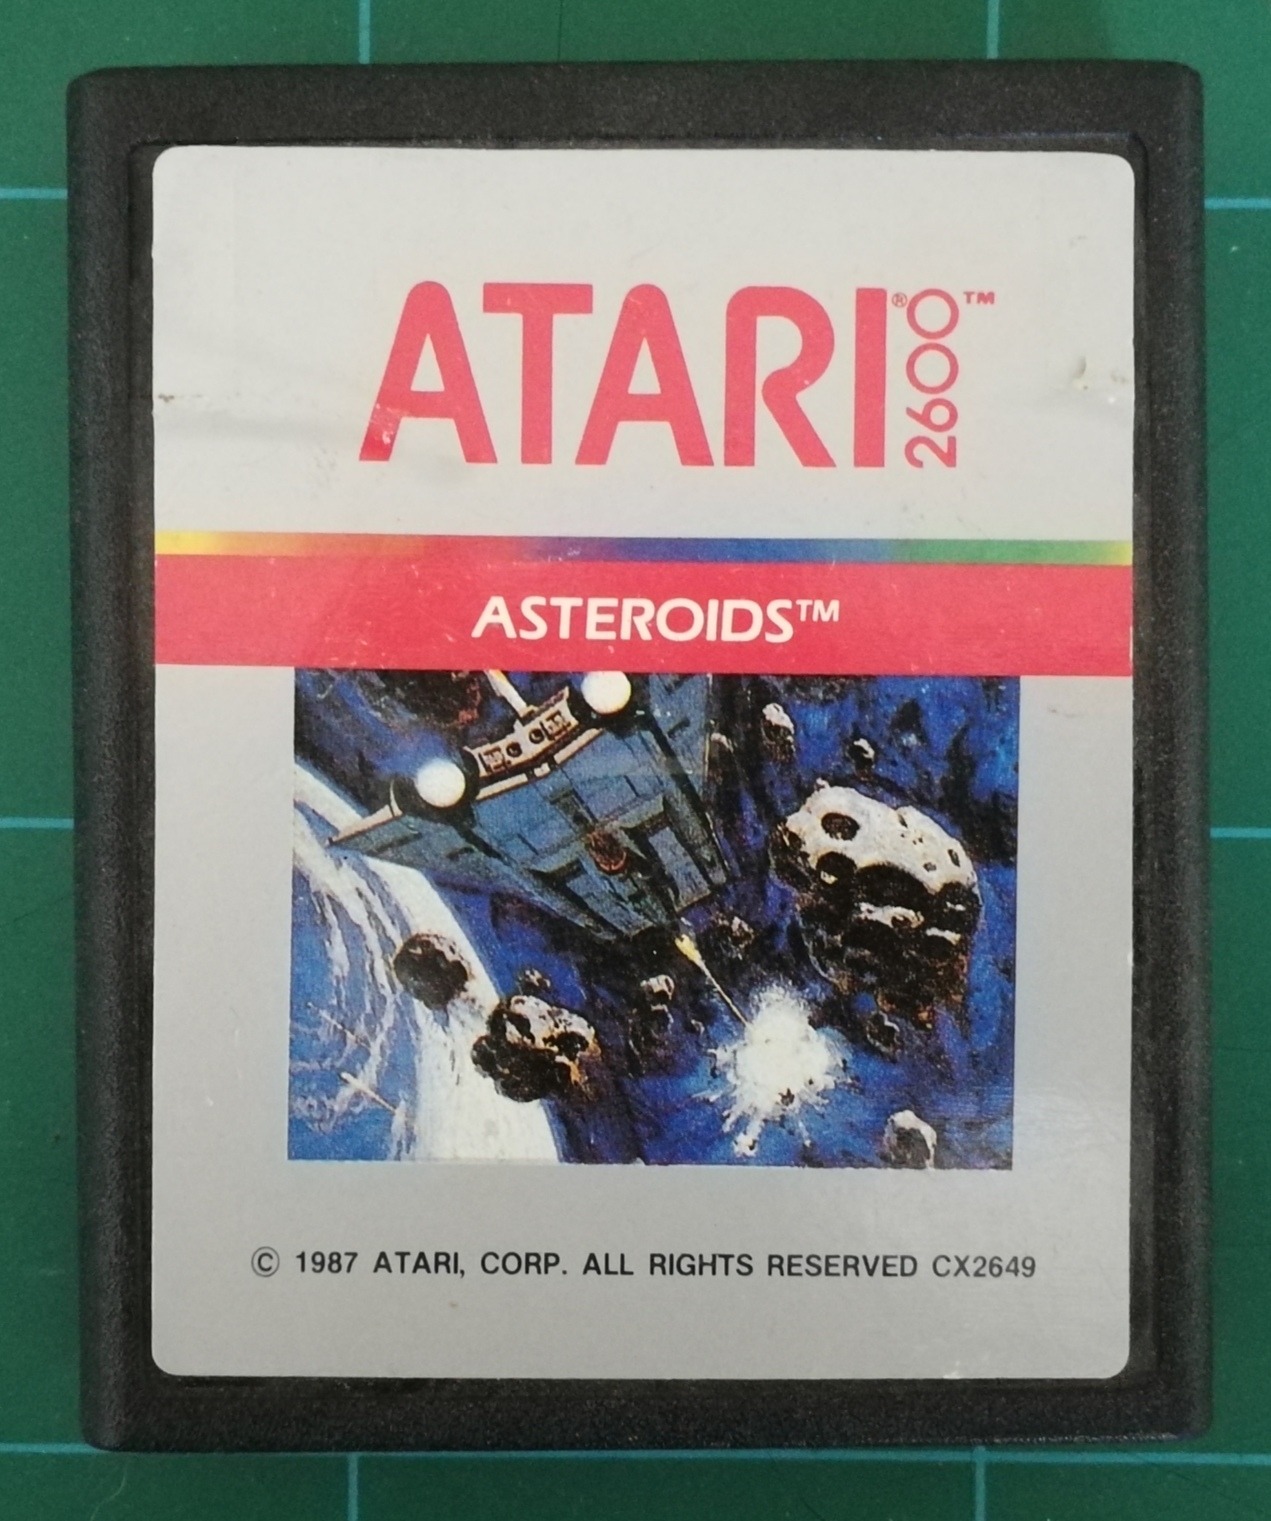 ATARI® 2600™
ASTEROIDS™
© 1987 ATARI, CORP. ALL RIGHTS RESERVED CX2649